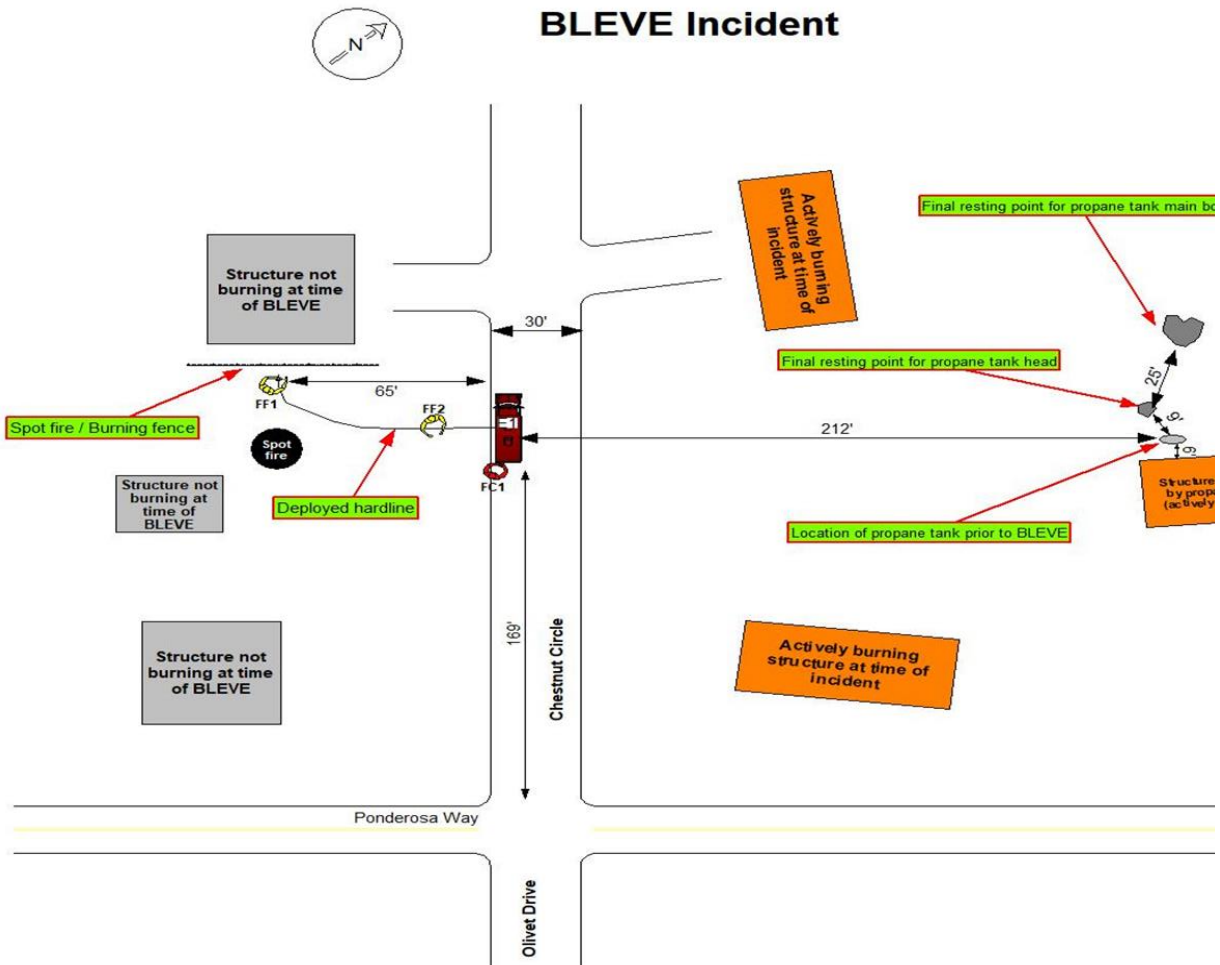 BLEVE Incident
N
Actively burning
structure at time of
incident
Final resting point for propane tank main
Structure not
burning at time
of BLEVE
30'
Final resting point for propane tank head
25'
65'
FF1
FF2
E1
9'
212'
Spot fire / Burning fence
Spot
fire
FC1
Structure not
burning at
time of
BLEVE
Deployed hardline
Structure
by
(actively
Location of propane tank prior to BLEVE
169'
Chestnut Circle
Structure not
burning at time
of BLEVE
Actively burning
structure at time of
incident
Ponderosa Way
Olivet Drive